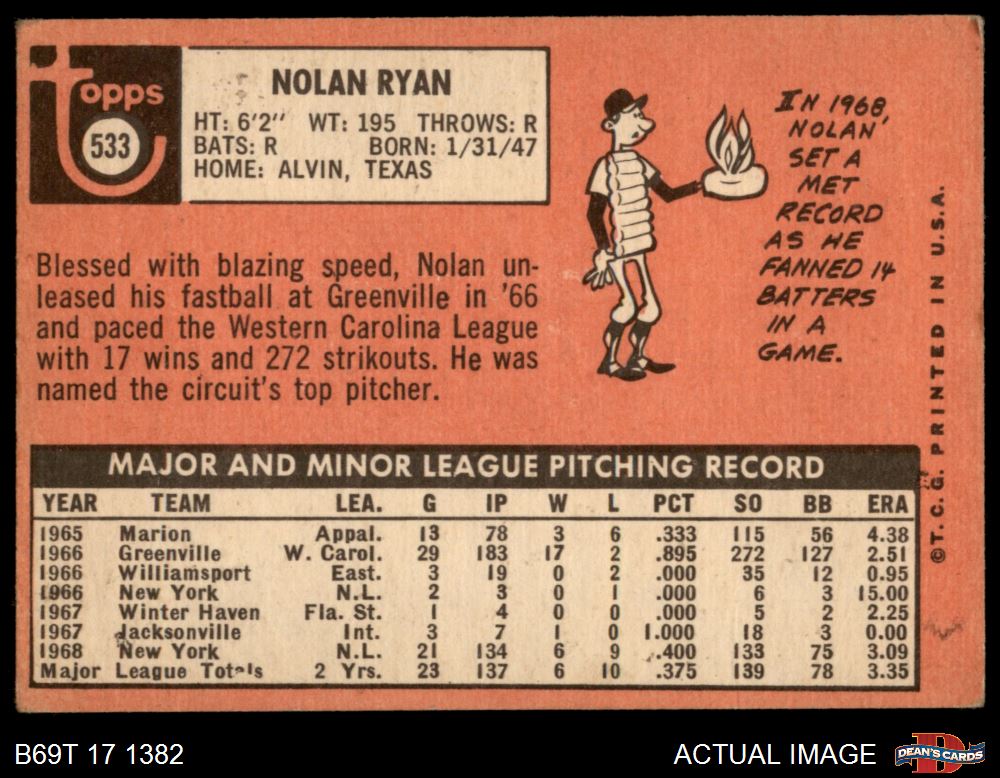 Topps
533
NOLAN RYAN
HT: 6'2" WT: 195 THROWS: R
BATS: R BORN: 1/31/47
HOME: ALVIN, TEXAS
Blessed with blazing speed, Nolan un-
leased his fastball at Greenville in '66
and paced the Western Carolina League
with 17 wins and 272 strikouts. He was
named the circuit's top pitcher.
IN 1968,
NOLAN
SET A
MET
RECORD
AS HE
FANNED 14
BATTERS
IN A
GAME.
©T.C.G. PRINTED IN U.S.A.
MAJOR AND MINOR LEAGUE PITCHING RECORD
YEAR TEAM LEA. G IP W L PCT SO BB ERA
1965 Marion Appal. 13 78 3 6 .333 115 56 4.38
1966 Greenville W. Carol. 29 183 17 2 .895 272 127 2.51
1966 Williamsport East. 3 19 0 2 .000 35 12 0.95
1966 New York N.L. 2 3 0 1 .000 6 3 15.00
1967 Winter Haven Fla. St. 1 4 0 0 .000 5 2 2.25
1967 Jacksonville Int. 3 7 1 0 1.000 18 3 0.00
1968 New York N.L. 21 134 6 9 .400 133 75 3.09
Major League Totals 2 Yrs. 23 137 6 10 .375 139 78 3.35
B69T 17 1382
ACTUAL IMAGE
D
DEAN'S CARDS